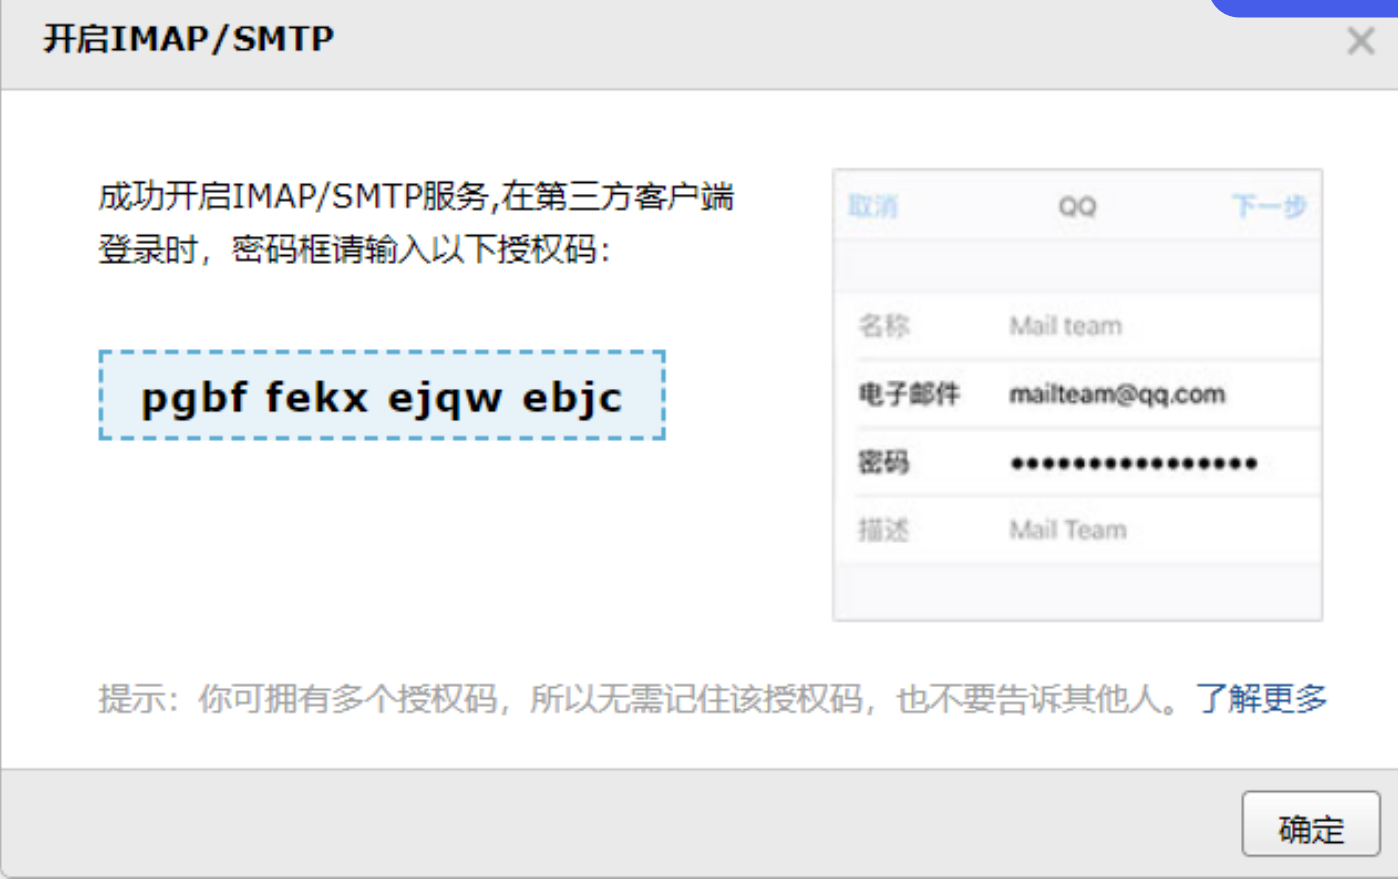 开启IMAP/SMTP
成功开启IMAP/SMTP服务,在第三方客户端
登录时，密码框请输入以下授权码：
pgbf fekx ejqw ebjc
取消 QQ 下一步
名称 Mail team
电子邮件 mailteam@qq.com
密码 ••••••••••••••••
描述 Mail Team
提示：你可拥有多个授权码，所以无需记住该授权码，也不要告诉其他人。了解更多
确定